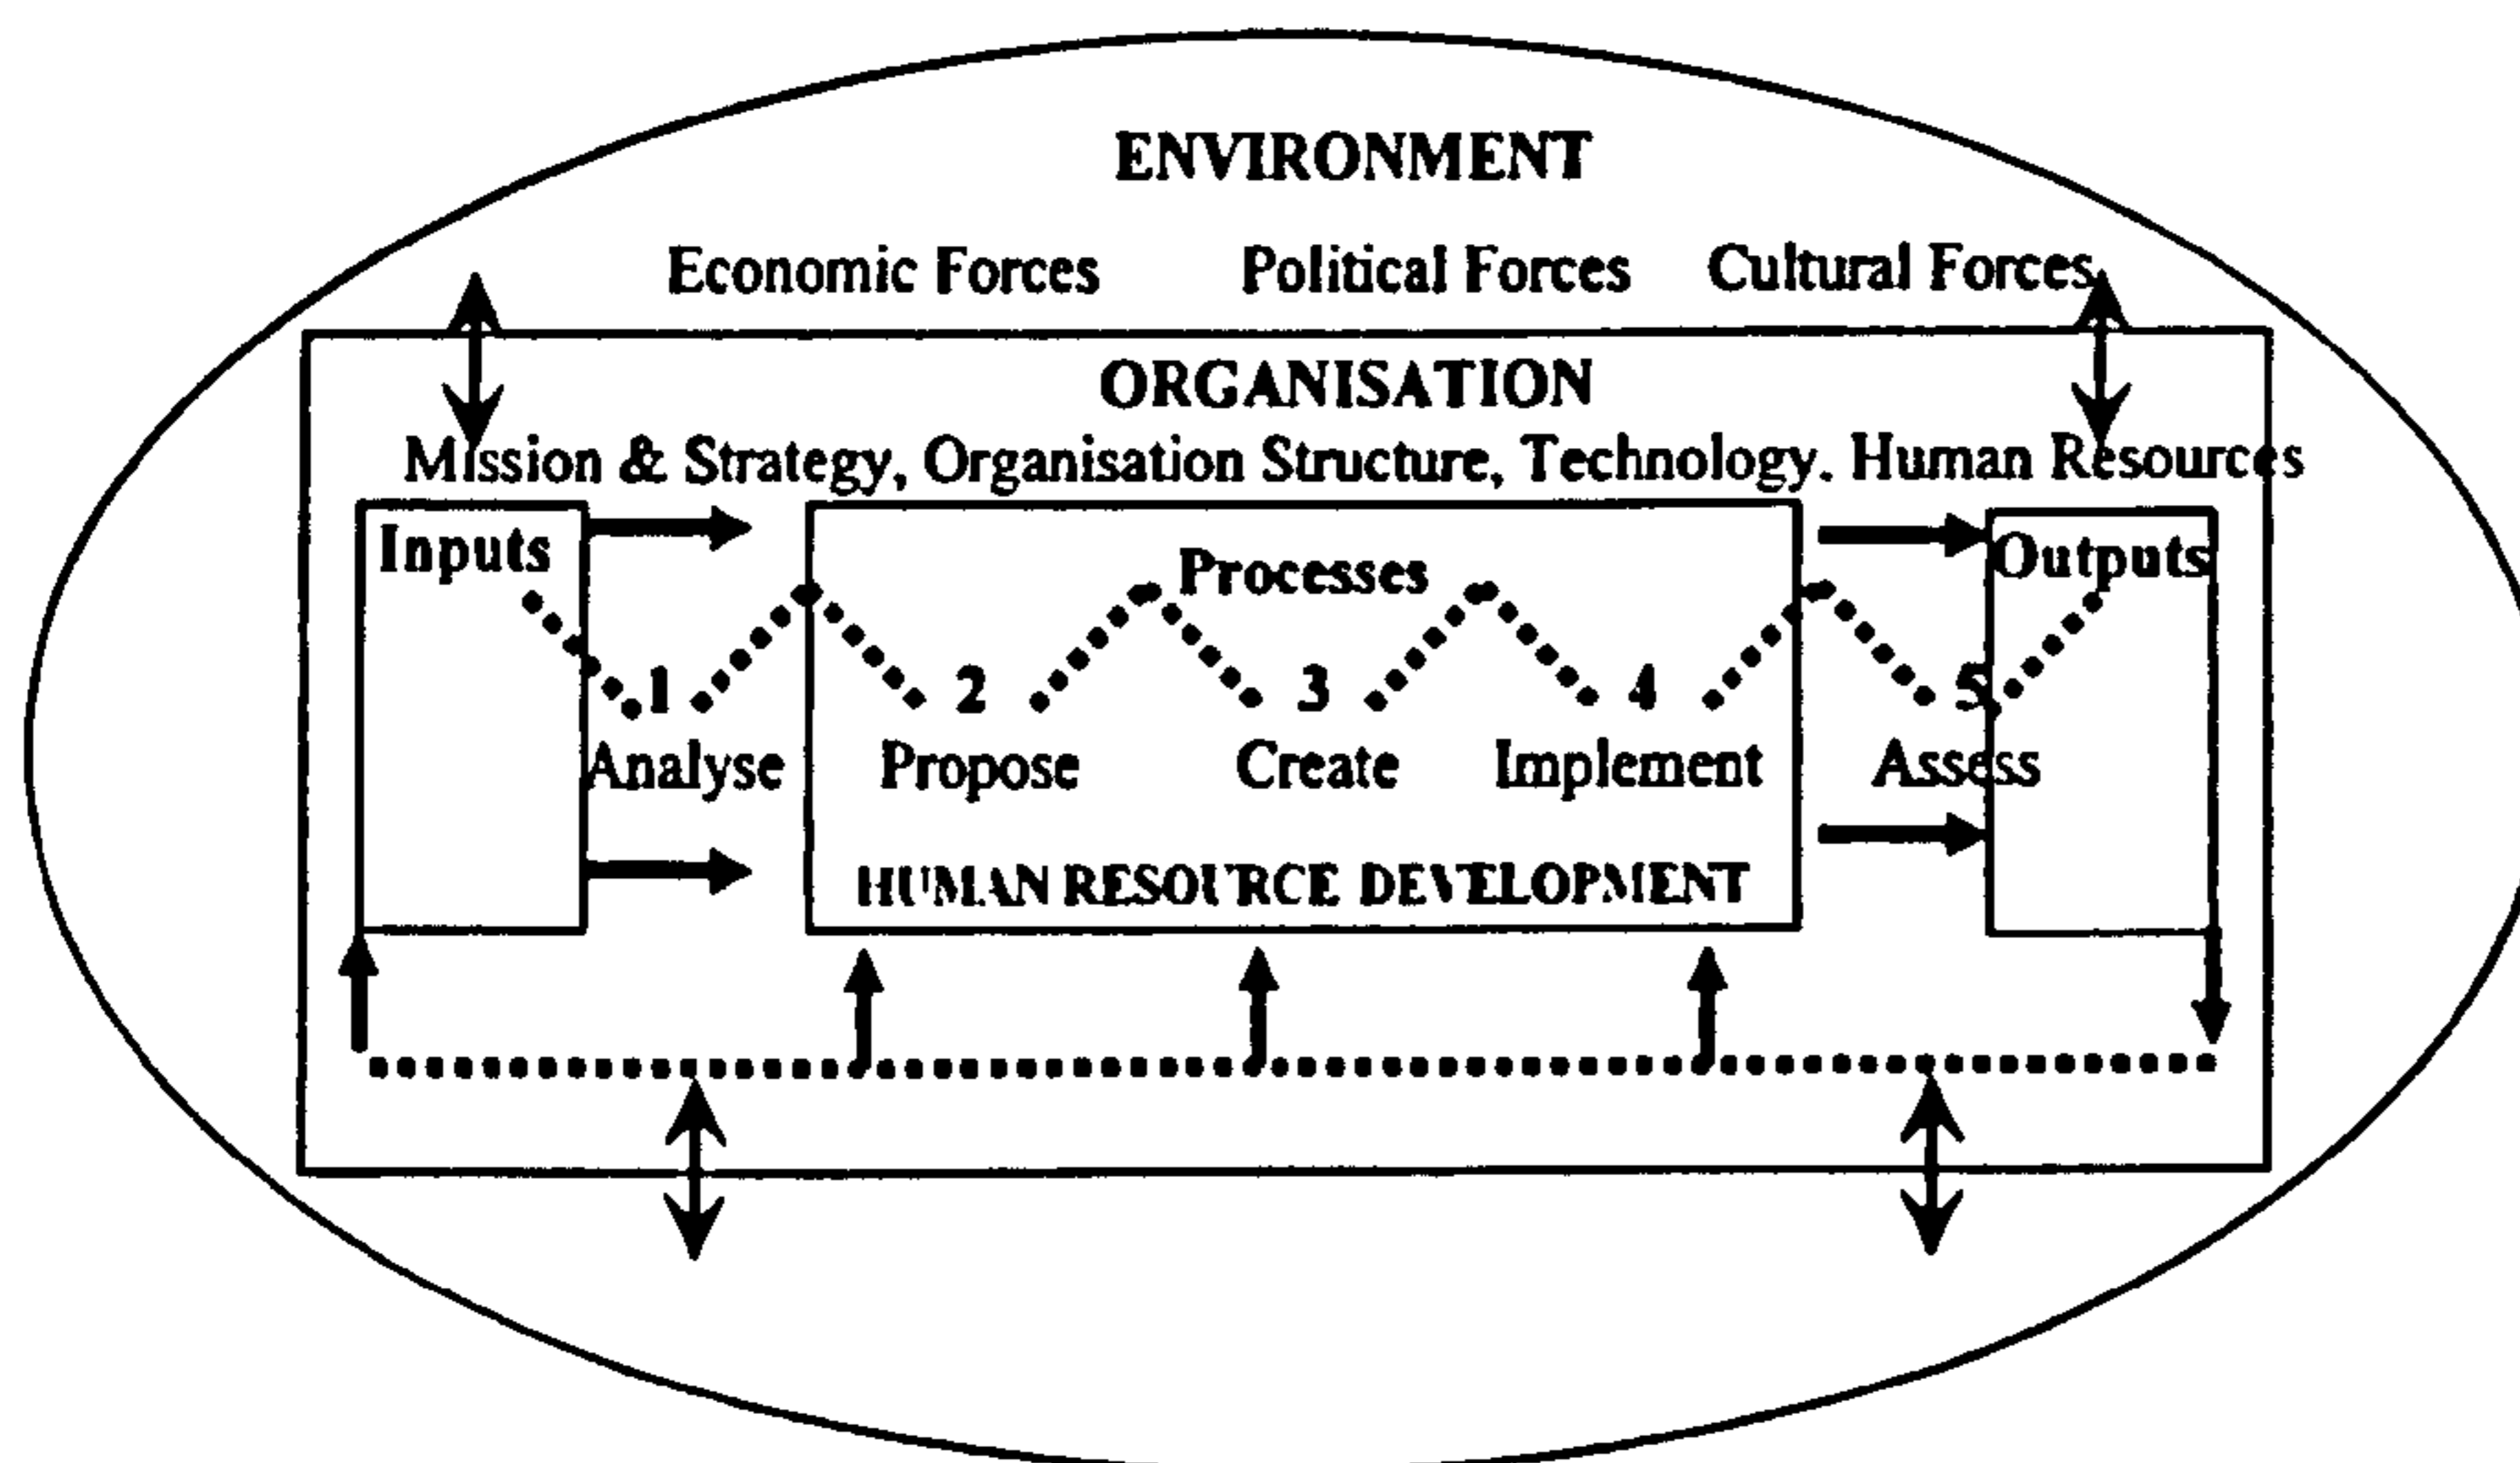 ENVIRONMENT
Economic Forces Political Forces Cultural Forces
ORGANISATION
Mission & Strategy, Organisation Structure, Technology. Human Resources
Inputs Processes Outputs
1 2 3 4 5
Analyse Propose Create Implement Assess
HUMAN RESOURCE DEVELOPMENT